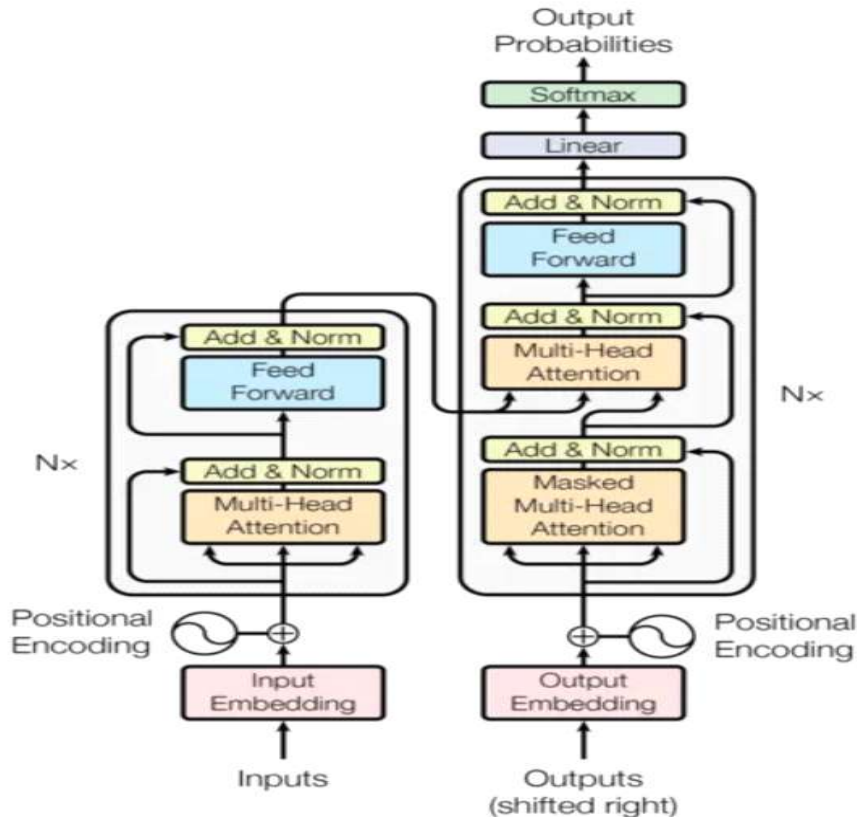 Output
Probabilities
Softmax
Linear
Add & Norm
Feed
Forward
Add & Norm
Multi-Head
Attention
Add & Norm
Masked
Multi-Head
Attention
Nx
Add & Norm
Feed
Forward
Nx
Add & Norm
Multi-Head
Attention
Positional
Encoding
Positional
Encoding
Input
Embedding
Output
Embedding
Inputs
Outputs
(shifted right)